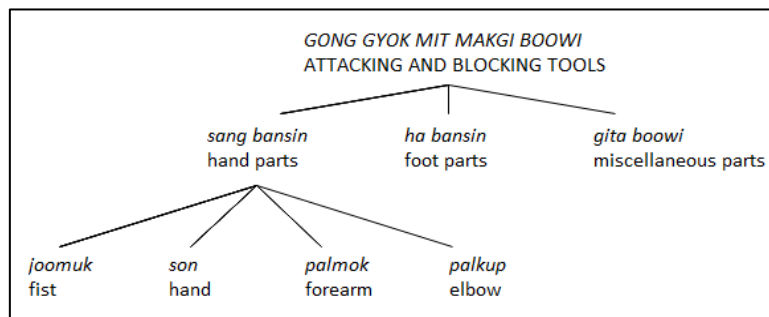 GONG GYOK MIT MAKGI BOOWI
ATTACKING AND BLOCKING TOOLS
sang bansin ha bansin gita boowi
hand parts foot parts miscellaneous parts
joomuk son palmok palkup
fist hand forearm elbow